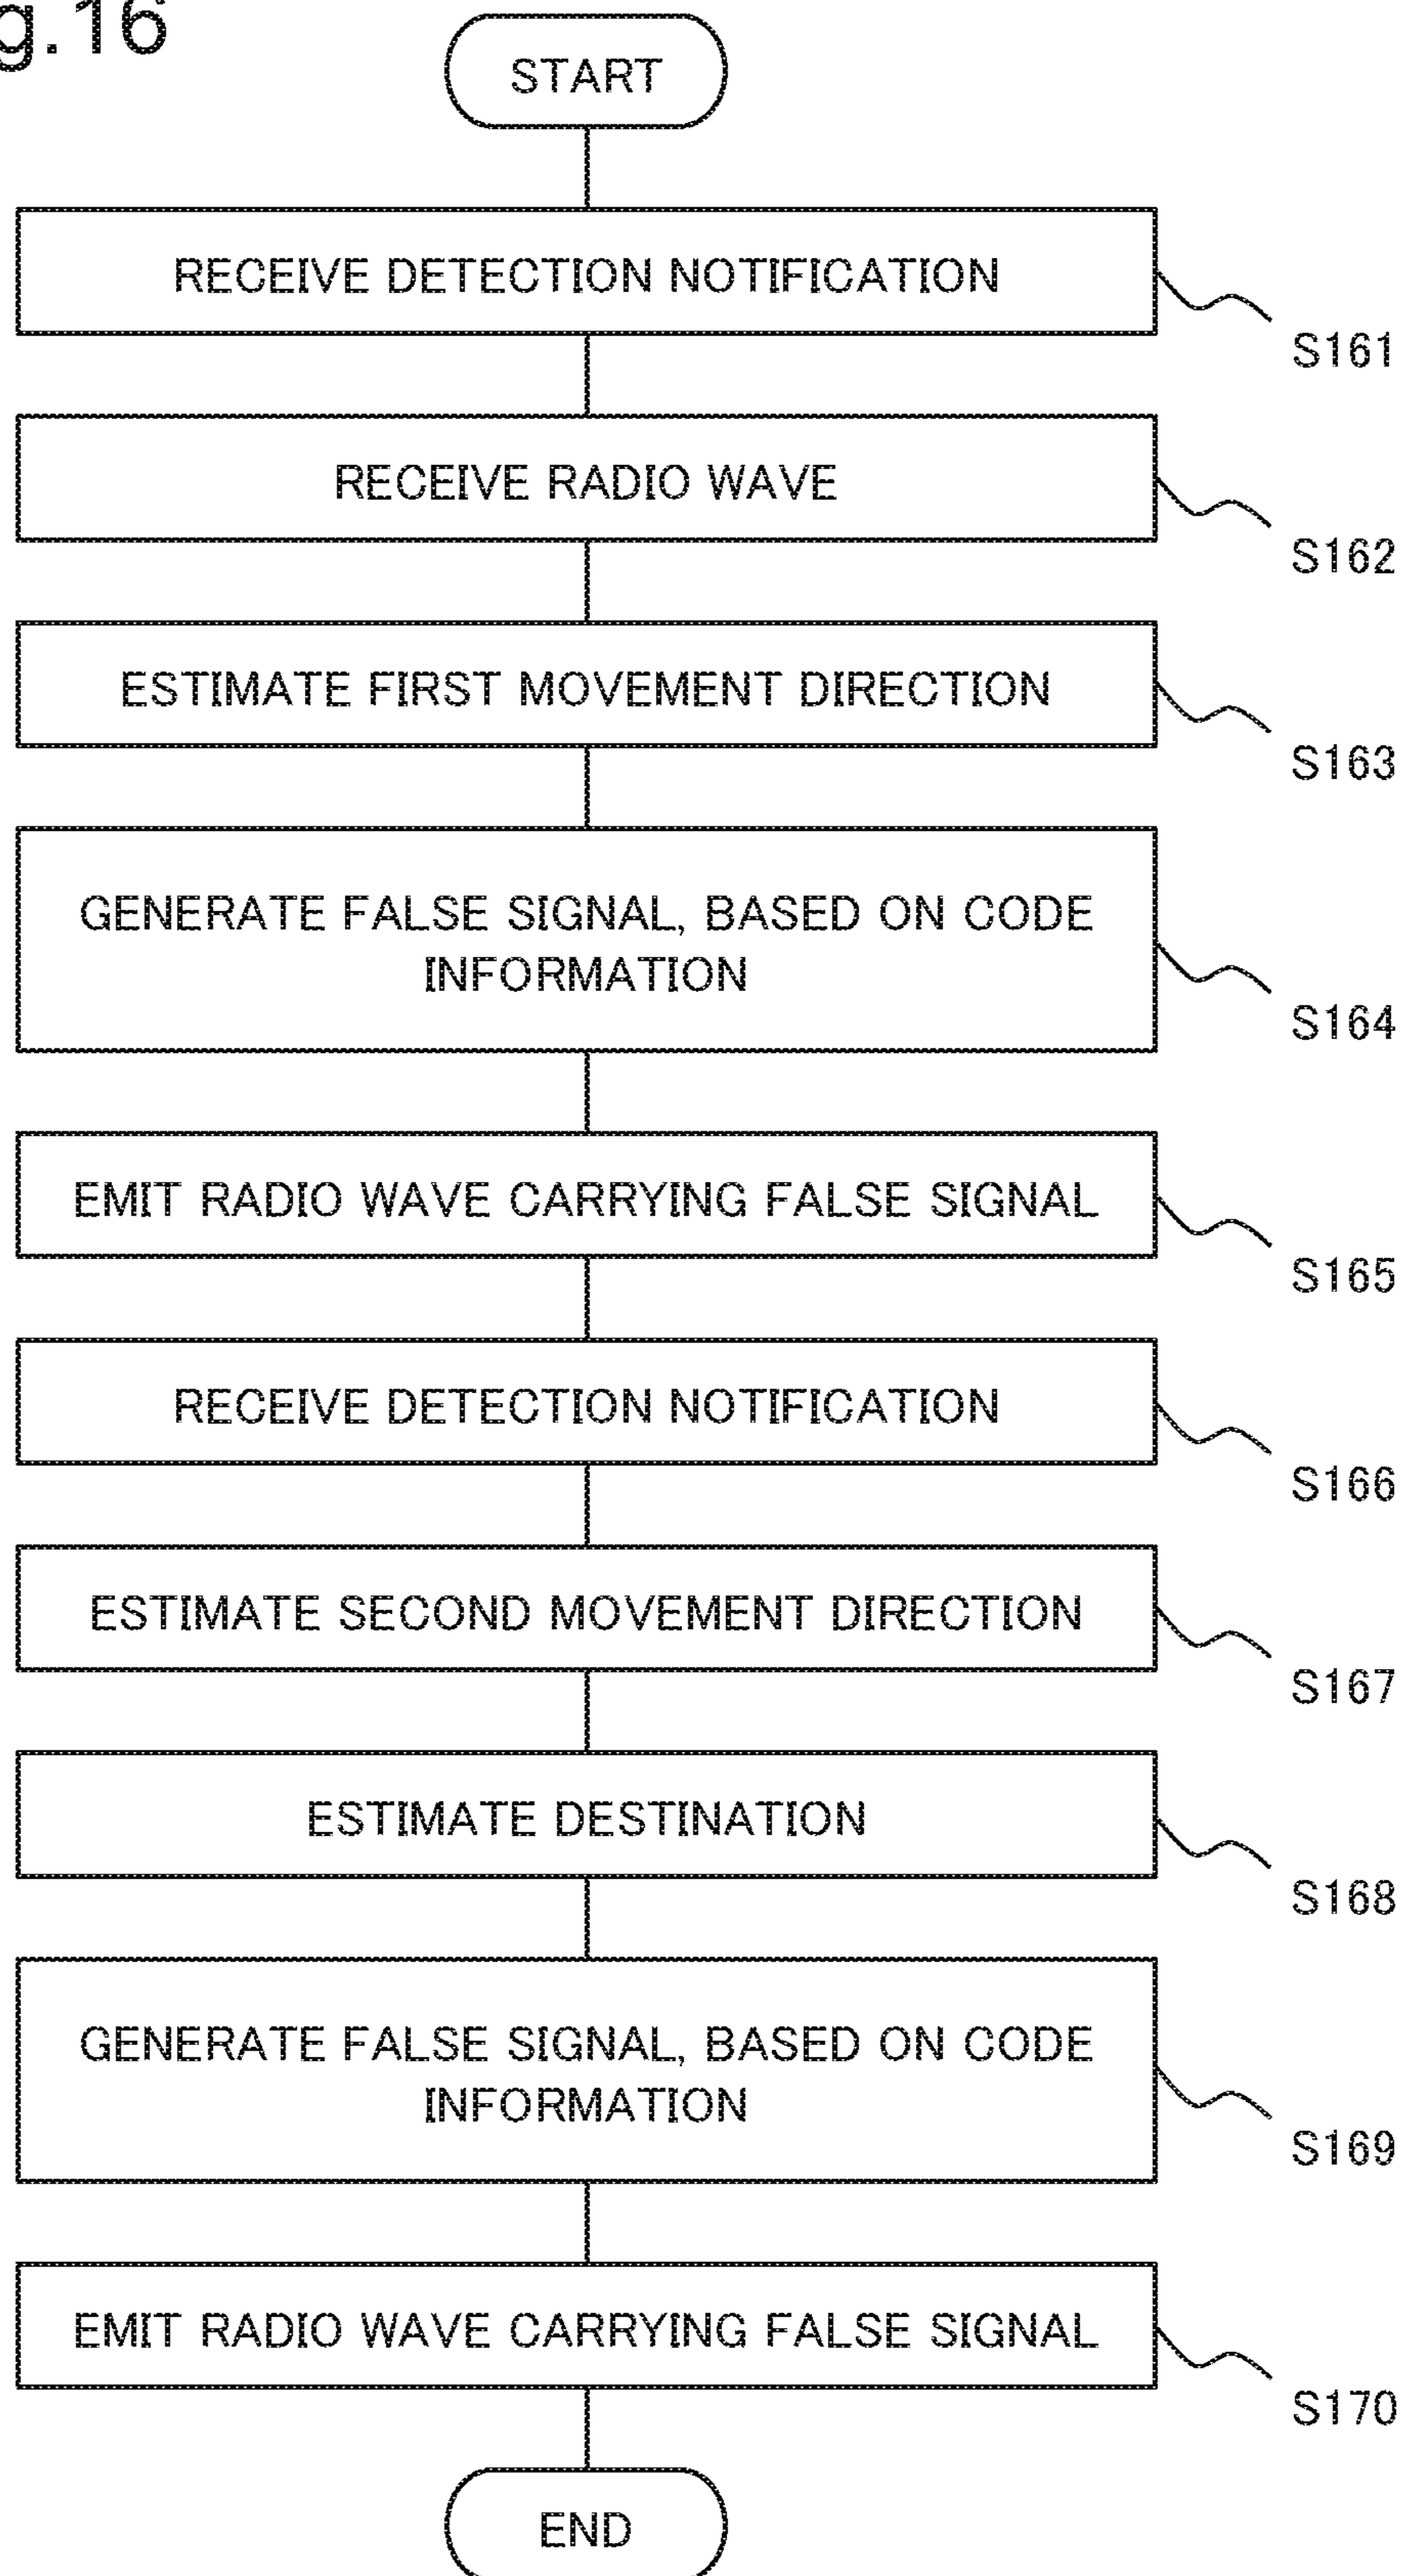 g.16
START
RECEIVE DETECTION NOTIFICATION
S161
RECEIVE RADIO WAVE
S162
ESTIMATE FIRST MOVEMENT DIRECTION
S163
GENERATE FALSE SIGNAL, BASED ON CODE
INFORMATION
S164
EMIT RADIO WAVE CARRYING FALSE SIGNAL
S165
RECEIVE DETECTION NOTIFICATION
S166
ESTIMATE SECOND MOVEMENT DIRECTION
S167
ESTIMATE DESTINATION
S168
GENERATE FALSE SIGNAL, BASED ON CODE
INFORMATION
S169
EMIT RADIO WAVE CARRYING FALSE SIGNAL
S170
END